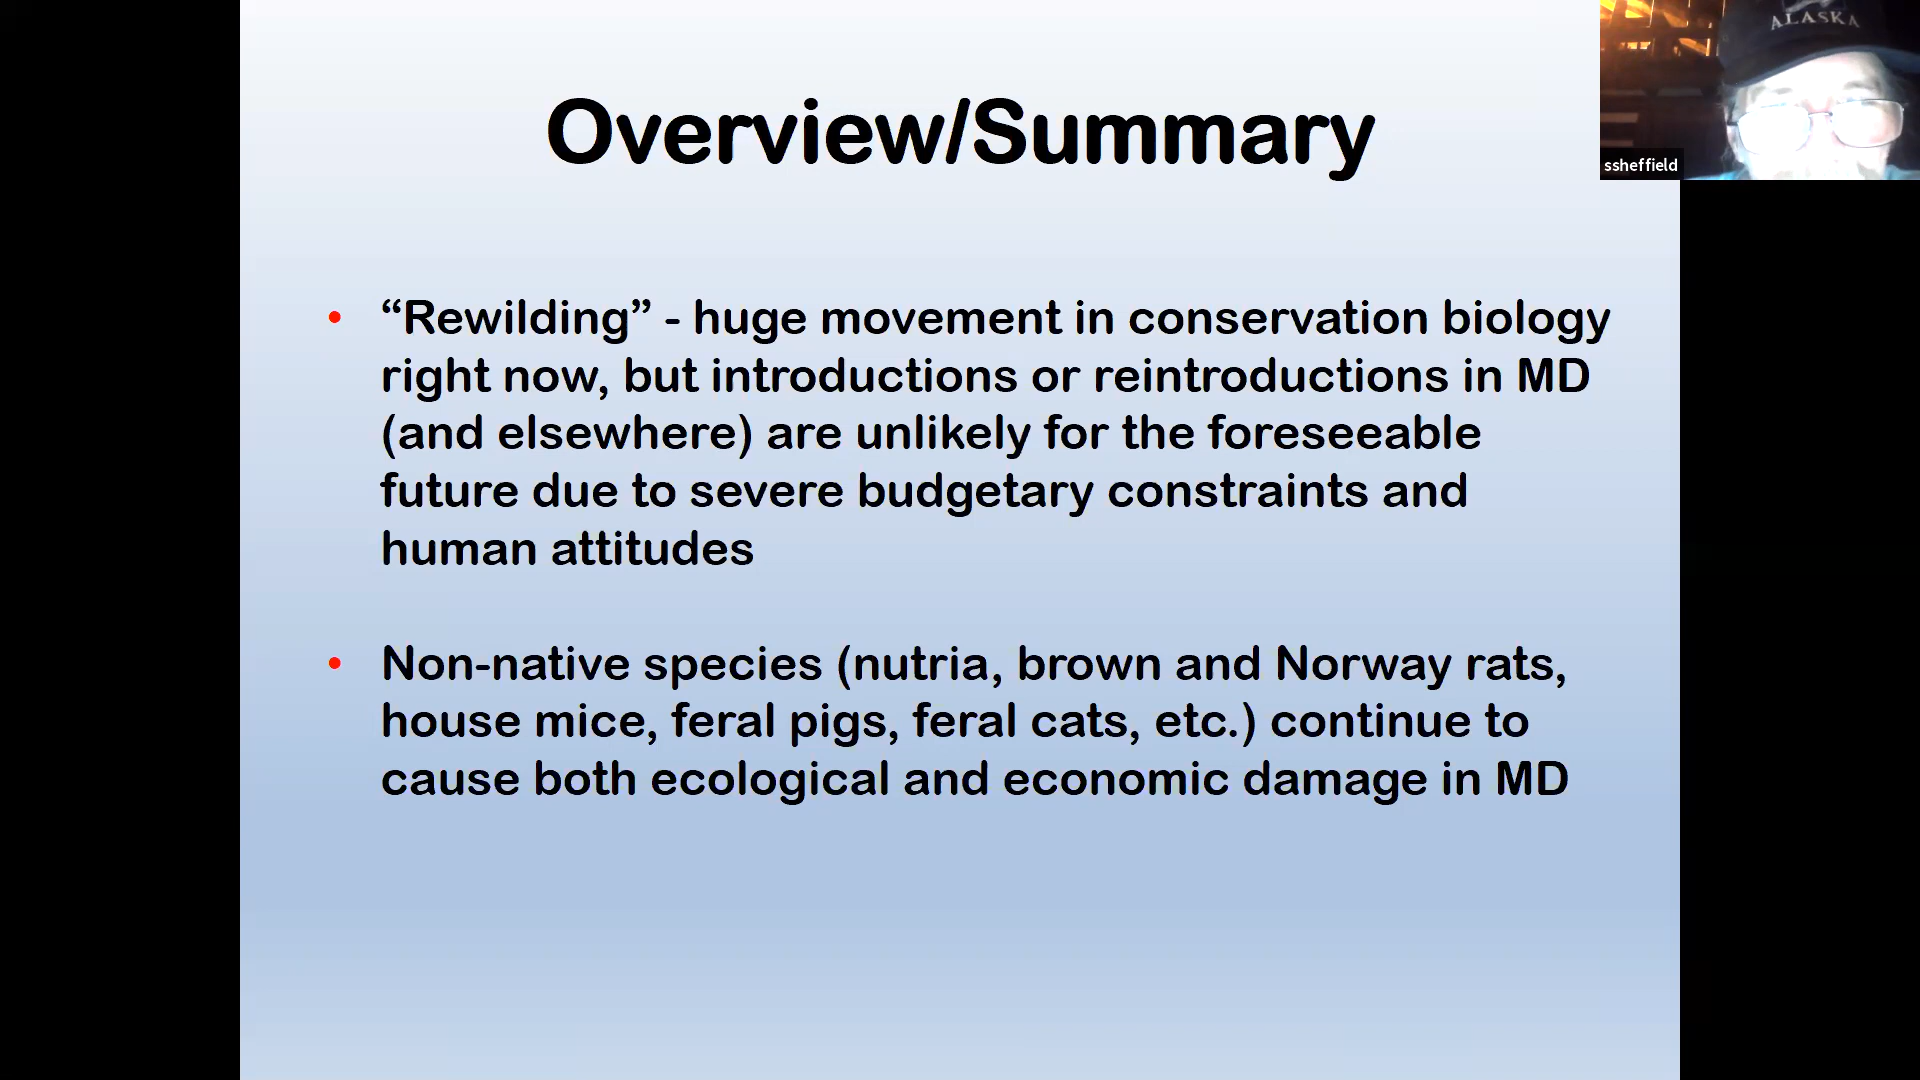 ALASKA
Overview/Summary
ssheffield
• “Rewilding” - huge movement in conservation biology
right now, but introductions or reintroductions in MD
(and elsewhere) are unlikely for the foreseeable
future due to severe budgetary constraints and
human attitudes
• Non-native species (nutria, brown and Norway rats,
house mice, feral pigs, feral cats, etc.) continue to
cause both ecological and economic damage in MD